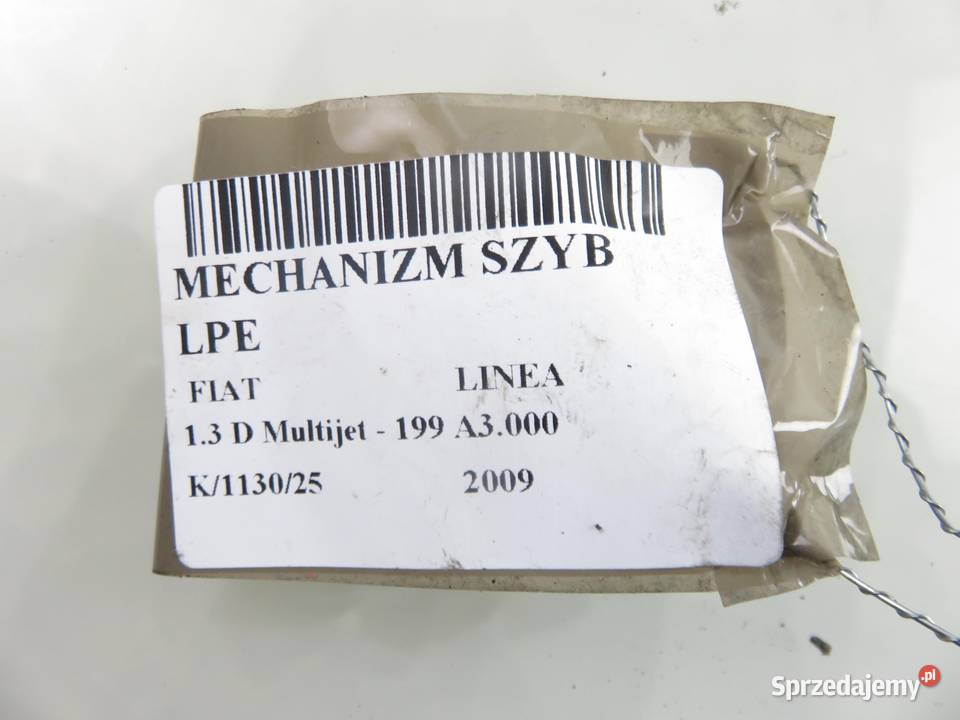 MECHANIZM SZYB
LPE
FIAT LINEA
1.3 D Multijet - 199 A3.000
K/1130/25 2009
Sprzedajemy.pl